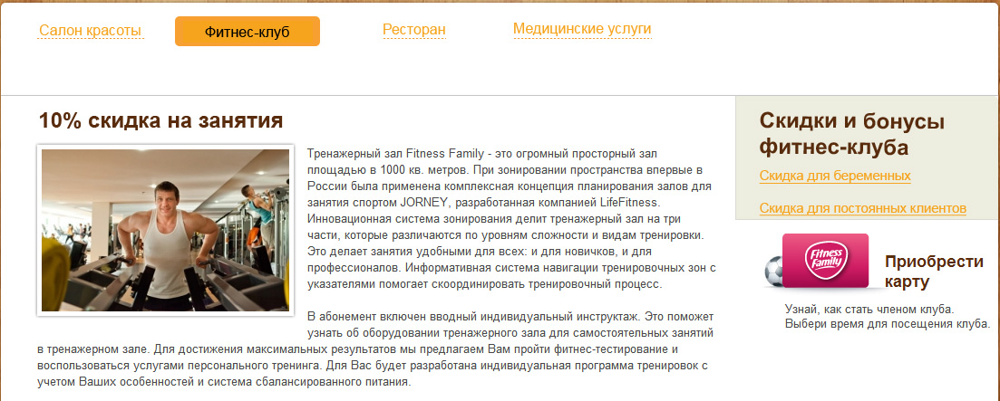 Салон красоты
Фитнес-клуб
Ресторан
Медицинские услуги
10% скидка на занятия
Тренажерный зал Fitness Family - это огромный просторный зал
площадью в 1000 кв. метров. При зонировании пространства впервые в
России была применена комплексная концепция планирования залов для
занятия спортом JORNEY, разработанная компанией LifeFitness.
Инновационная система зонирования делит тренажерный зал на три
части, которые различаются по уровням сложности и видам тренировки.
Это делает занятия удобными для всех: и для новичков, и для
профессионалов. Информативная система навигации тренировочных зон с
указателями помогает скоординировать тренировочный процесс.
В абонемент включен вводный индивидуальный инструктаж. Это поможет
узнать об оборудовании тренажерного зала для самостоятельных занятий
в тренажерном зале. Для достижения максимальных результатов мы предлагаем Вам пройти фитнес-тестирование и
воспользоваться услугами персонального тренинга. Для Вас будет разработана индивидуальная программа тренировок с
учетом Ваших особенностей и система сбалансированного питания.
Скидки и бонусы
фитнес-клуба
Скидка для беременных
Скидка для постоянных клиентов
Fitness
Family
Приобрести
карту
Узнай, как стать членом клуба.
Выбери время для посещения клуба.